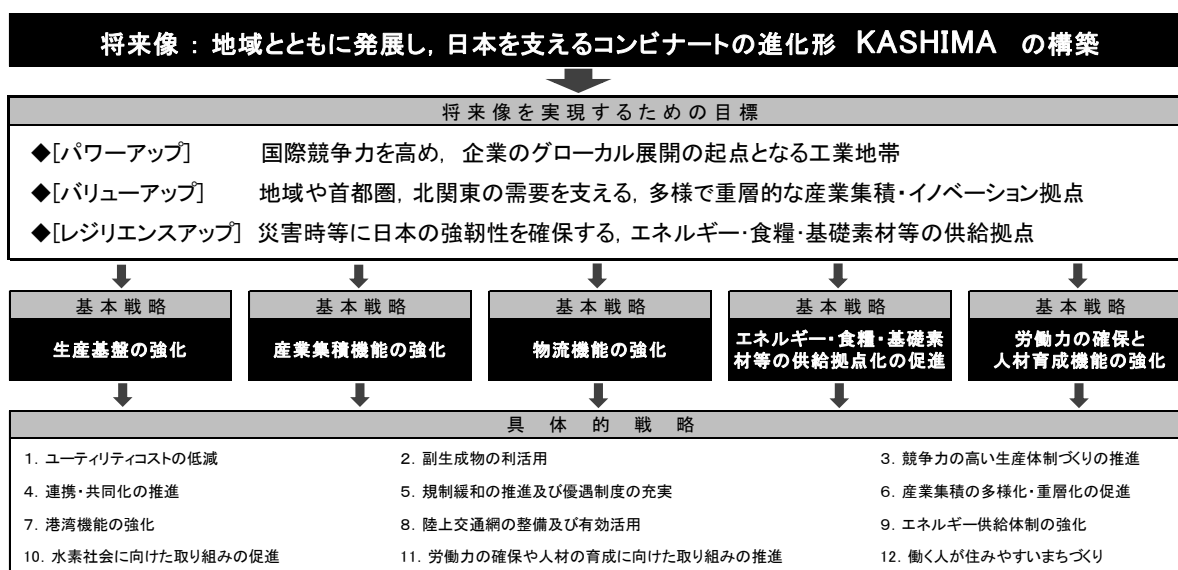 将来像 : 地域とともに発展し, 日本を支えるコンビナートの進化形 KASHIMA の構築
将来像を実現するための目標
◆[パワーアップ] 国際競争力を高め, 企業のグローカル展開の起点となる工業地帯
◆[バリューアップ] 地域や首都圏, 北関東の需要を支える, 多様で重層的な産業集積・イノベーション拠点
◆[レジリエンスアップ] 災害時等に日本の強靭性を確保する, エネルギー・食糧・基礎素材等の供給拠点
基本戦略 基本戦略 基本戦略 基本戦略 基本戦略
生産基盤の強化
産業集積機能の強化
物流機能の強化
エネルギー・食糧・基礎素
材等の供給拠点化の促進
労働力の確保と
人材育成機能の強化
具体的戦略
1. ユーティリティコストの低減 2. 副生成物の利活用 3. 競争力の高い生産体制づくりの推進
4. 連携・共同化の推進 5. 規制緩和の推進及び優遇制度の充実 6. 産業集積の多様化・重層化の促進
7. 港湾機能の強化 8. 陸上交通網の整備及び有効活用 9. エネルギー供給体制の強化
10. 水素社会に向けた取り組みの促進 11. 労働力の確保や人材の育成に向けた取り組みの推進 12. 働く人が住みやすいまちづくり